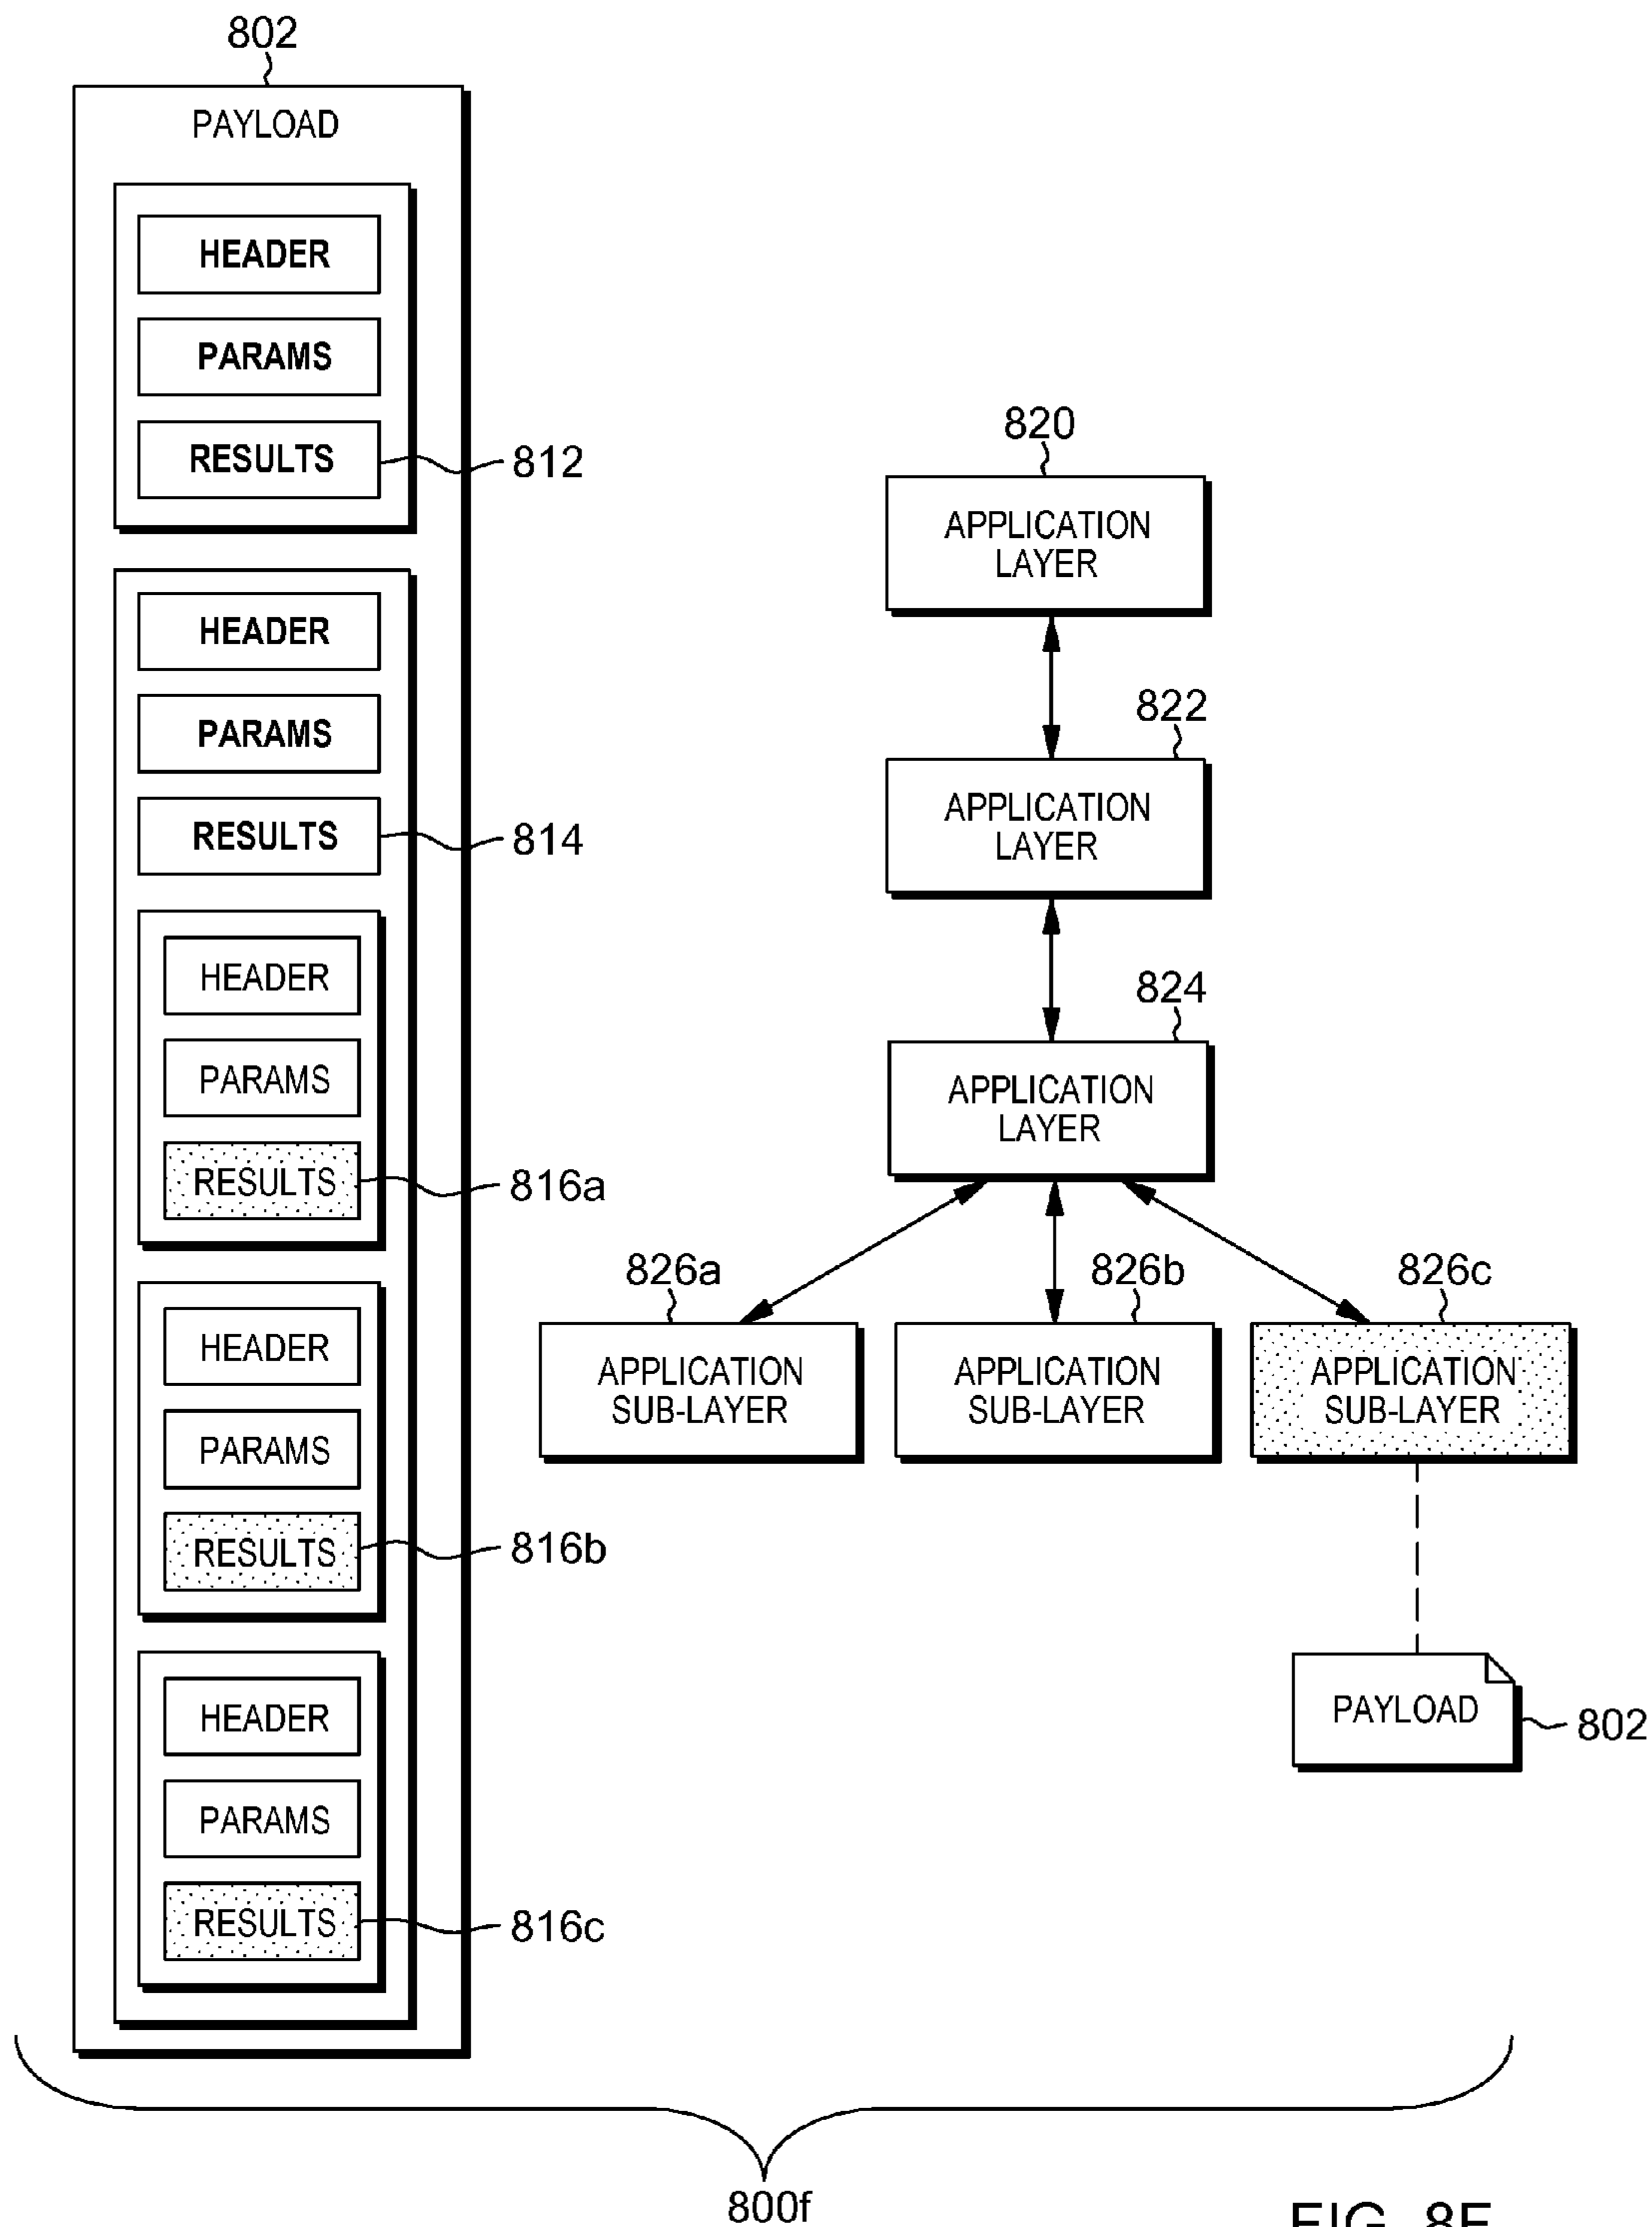 802
PAYLOAD
HEADER
PARAMS
RESULTS
812
HEADER
PARAMS
RESULTS
814
HEADER
PARAMS
RESULTS
816a
HEADER
PARAMS
RESULTS
816b
HEADER
PARAMS
RESULTS
816c
820
APPLICATION
LAYER
822
APPLICATION
LAYER
824
APPLICATION
LAYER
826a
APPLICATION
SUB-LAYER
826b
APPLICATION
SUB-LAYER
826c
APPLICATION
SUB-LAYER
PAYLOAD
802
800f